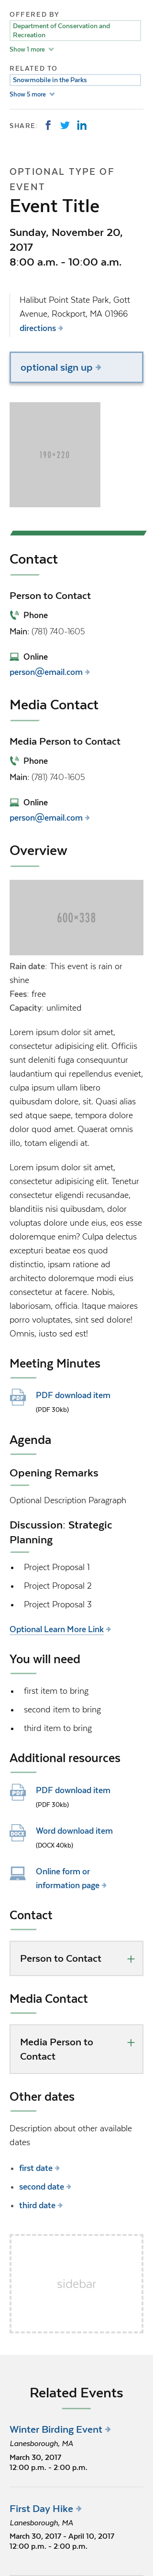 OFFERED BY
Department of Conservation and
Recreation
Show 1 more
RELATED TO
Snowmobile in the Parks
Show 5 more
SHARE:
OPTIONAL TYPE OF
EVENT
Event Title
Sunday, November 20,
2017
8:00 a.m. - 10:00 a.m.
Halibut Point State Park, Gott
Avenue, Rockport, MA 01966
directions
optional sign up
190×220
Contact
Person to Contact
Phone
Main: (781) 740-1605
Online
person@email.com
Media Contact
Media Person to Contact
Phone
Main: (781) 740-1605
Online
person@email.com
Overview
600×338
Rain date: This event is rain or
shine
Fees: free
Capacity: unlimited
Lorem ipsum dolor sit amet,
consectetur adipisicing elit. Officiis
sunt deleniti fuga consequuntur
laudantium qui repellendus eveniet,
culpa ipsum ullam libero
quibusdam dolore, sit. Quasi alias
sed atque saepe, tempora dolore
dolor quod amet. Quaerat omnis
illo, totam eligendi at.
Lorem ipsum dolor sit amet,
consectetur adipisicing elit. Tenetur
consectetur eligendi recusandae,
blanditiis nisi quibusdam, dolor
voluptas dolore unde eius, eos esse
doloremque enim? Culpa delectus
excepturi beatae eos quod
distinctio, ipsam ratione ad
architecto doloremque modi eius
consectetur at facere. Nobis,
laboriosam, officia. Itaque maiores
porro voluptates, sint sed dolore!
Omnis, iusto sed est!
Meeting Minutes
PDF
PDF download item
(PDF 30kb)
Agenda
Opening Remarks
Optional Description Paragraph
Discussion: Strategic
Planning
Project Proposal 1
Project Proposal 2
Project Proposal 3
Optional Learn More Link
You will need
first item to bring
second item to bring
third item to bring
Additional resources
PDF
PDF download item
(PDF 30kb)
DOCX
Word download item
(DOCX 40kb)
Online form or
information page
Contact
Person to Contact
Media Contact
Media Person to
Contact
Other dates
Description about other available
dates
first date
second date
third date
sidebar
Related Events
Winter Birding Event
Lanesborough, MA
March 30, 2017
12:00 p.m. - 2:00 p.m.
First Day Hike
Lanesborough, MA
March 30, 2017 - April 10, 2017
12:00 p.m. - 2:00 p.m.